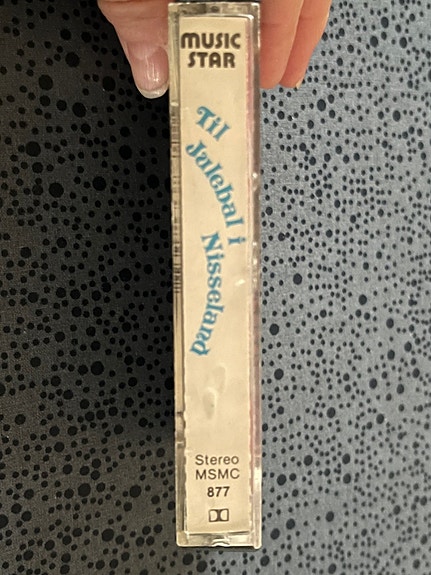 MUSIC
STAR
Til
Julebal i
Nisseland
Stereo
MSMC
877